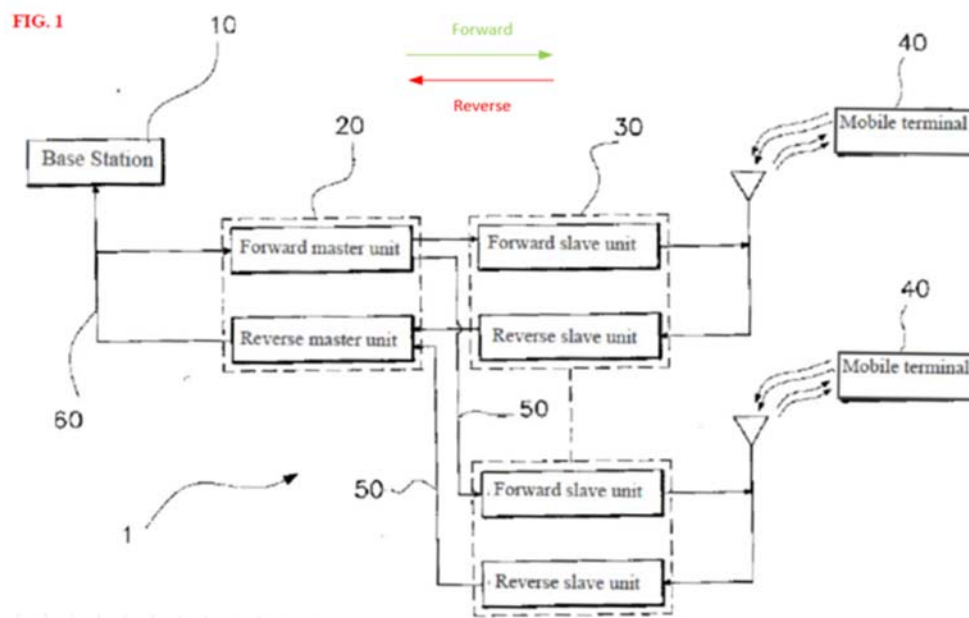 FIG. 1
Forward
Reverse
10
Base Station
20
30
40
Mobile terminal
Forward master unit
Forward slave unit
Reverse master unit
Reverse slave unit
40
Mobile terminal
60
50
50
Forward slave unit
Reverse slave unit
1